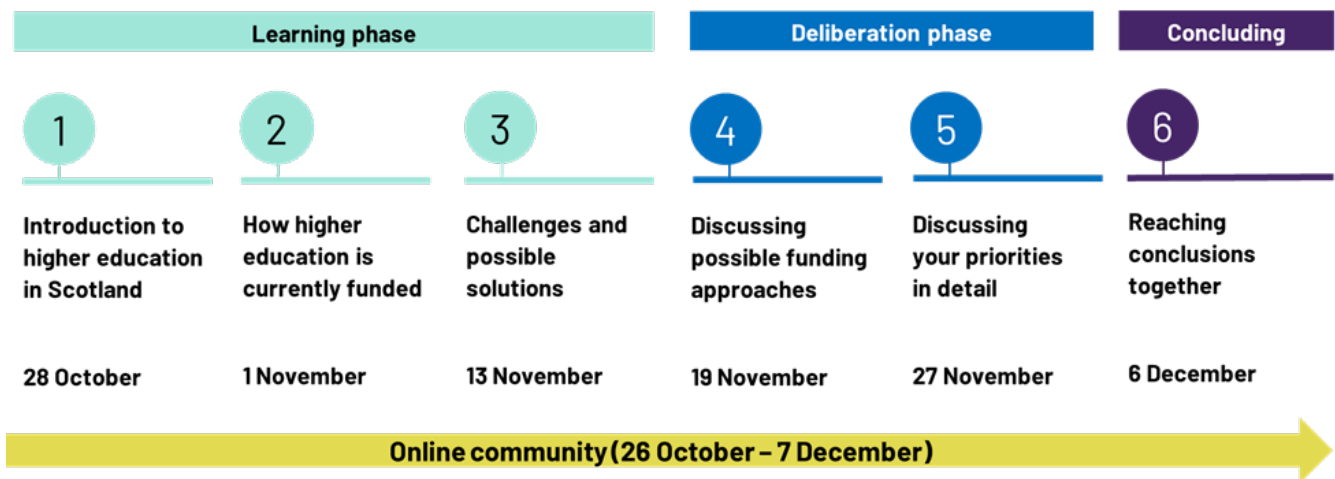 Learning phase
Deliberation phase
Concluding
1
2
3
4
5
6
Introduction to
higher education
in Scotland
How higher
education is
currently funded
Challenges and
possible
solutions
Discussing
possible funding
approaches
Discussing
your priorities
in detail
Reaching
conclusions
together
28 October
1 November
13 November
19 November
27 November
6 December
Online community (26 October – 7 December)